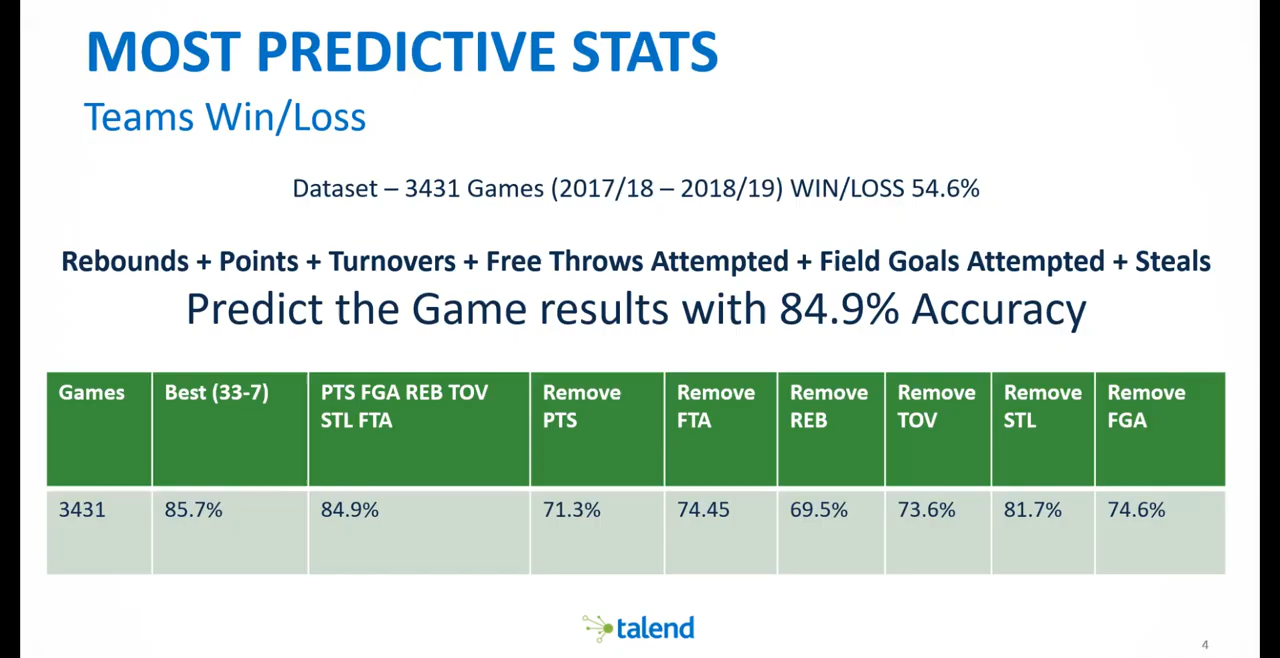 MOST PREDICTIVE STATS
Teams Win/Loss
Dataset – 3431 Games (2017/18 – 2018/19) WIN/LOSS 54.6%
Rebounds + Points + Turnovers + Free Throws Attempted + Field Goals Attempted + Steals
Predict the Game results with 84.9% Accuracy
Games Best (33-7) PTS FGA REB TOV Remove Remove Remove Remove Remove Remove
STL FTA PTS FTA REB TOV STL FGA
3431 85.7% 84.9% 71.3% 74.45 69.5% 73.6% 81.7% 74.6%
talend
4